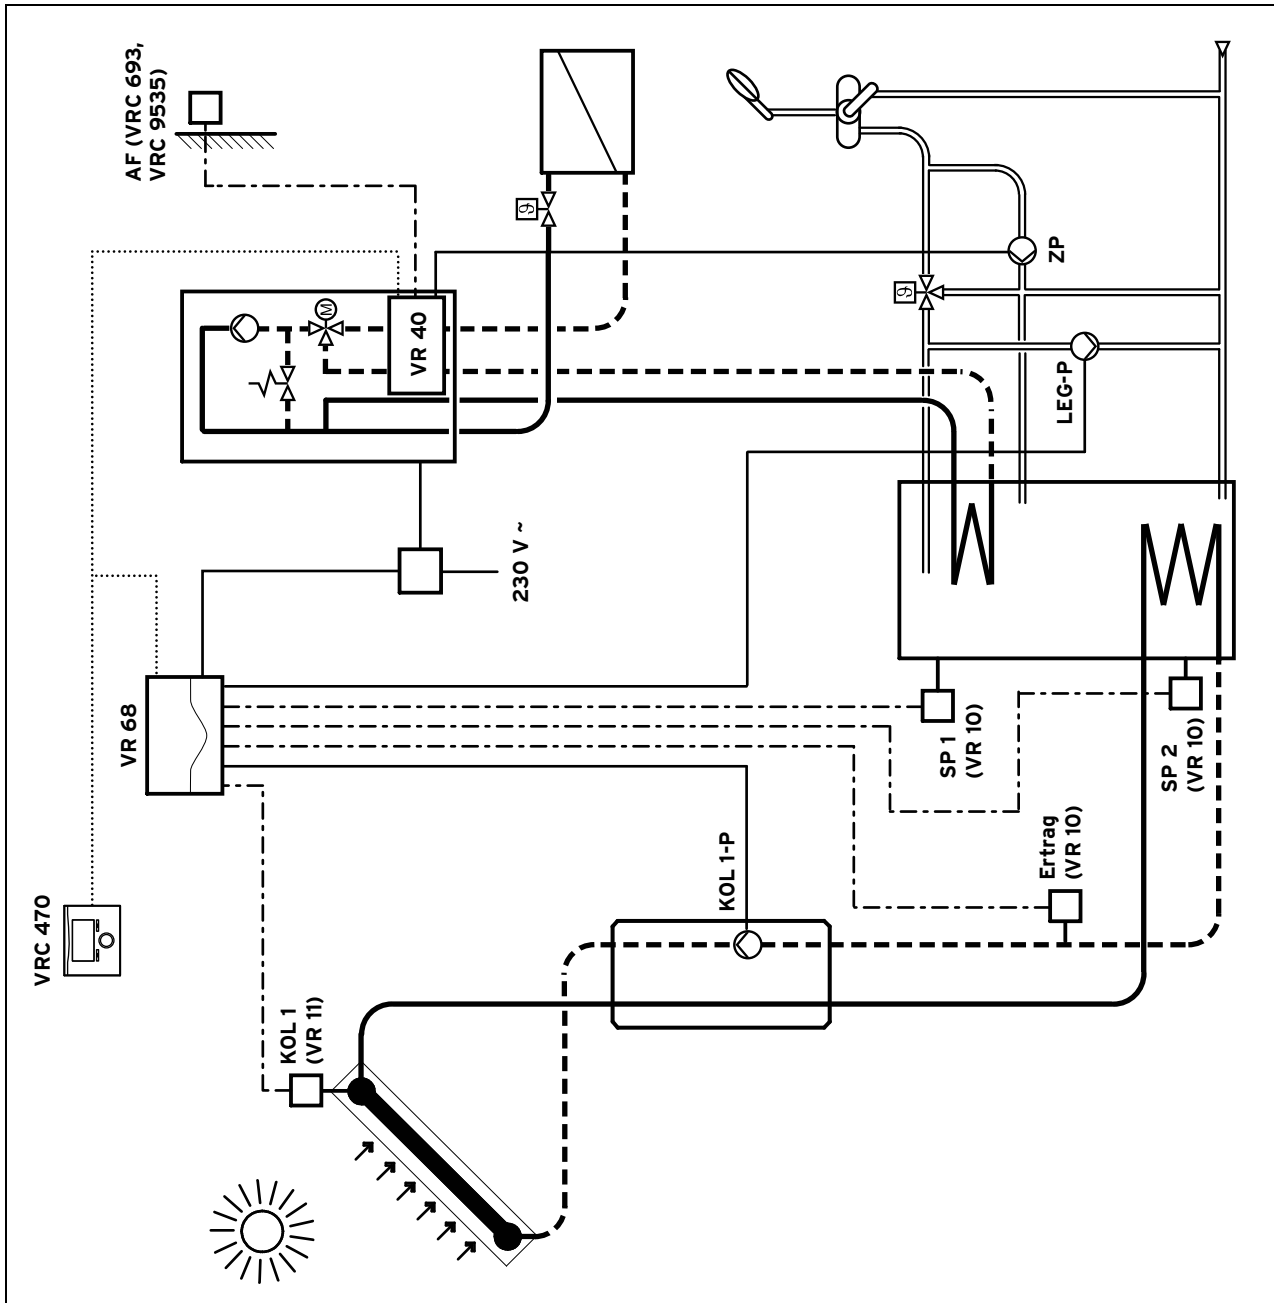 VRC 470
KOL 1
(VR 11)
VR 68
KOL 1-P
Ertrag
(VR 10)
SP 1
(VR 10)
SP 2
(VR 10)
230 V ~
AF (VRC 693,
VRC 9535)
M
VR 40
ϑ
ϑ
LEG-P
ZP